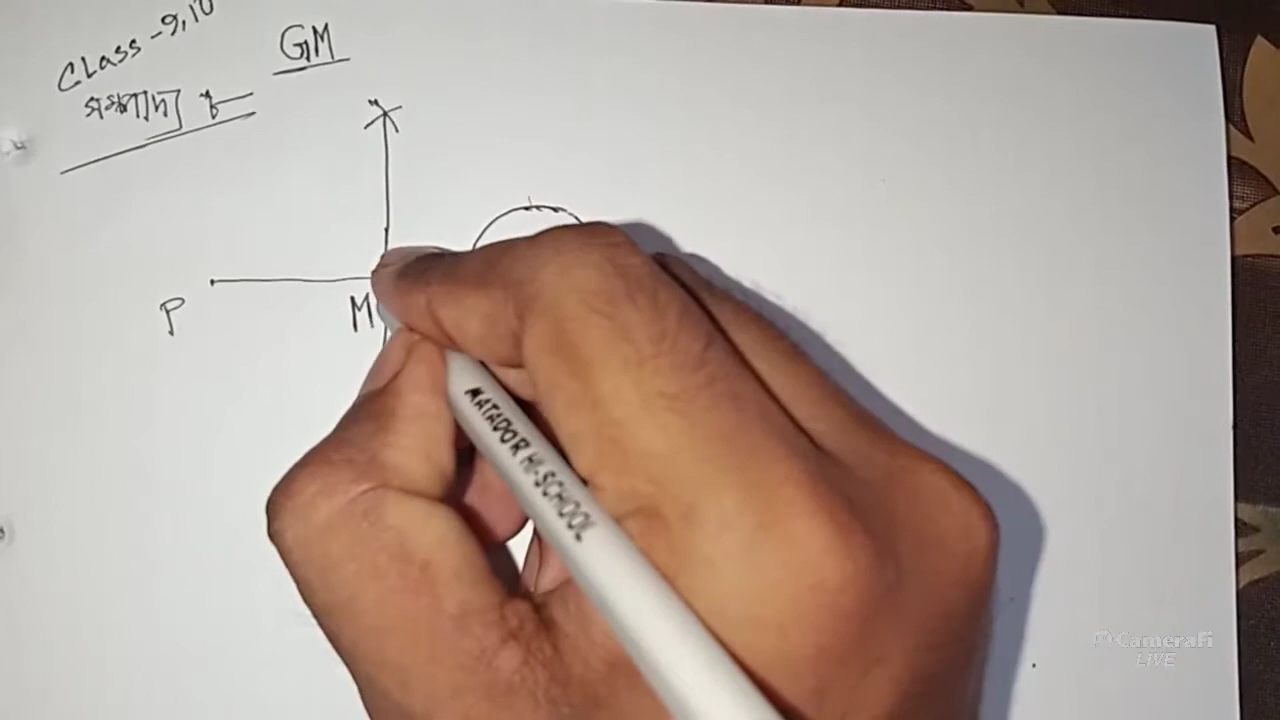 Class - 9,10
GM
সম্পাদ্য
P
M
MATADOR HI-SCHOOL
CameraFi
LIVE